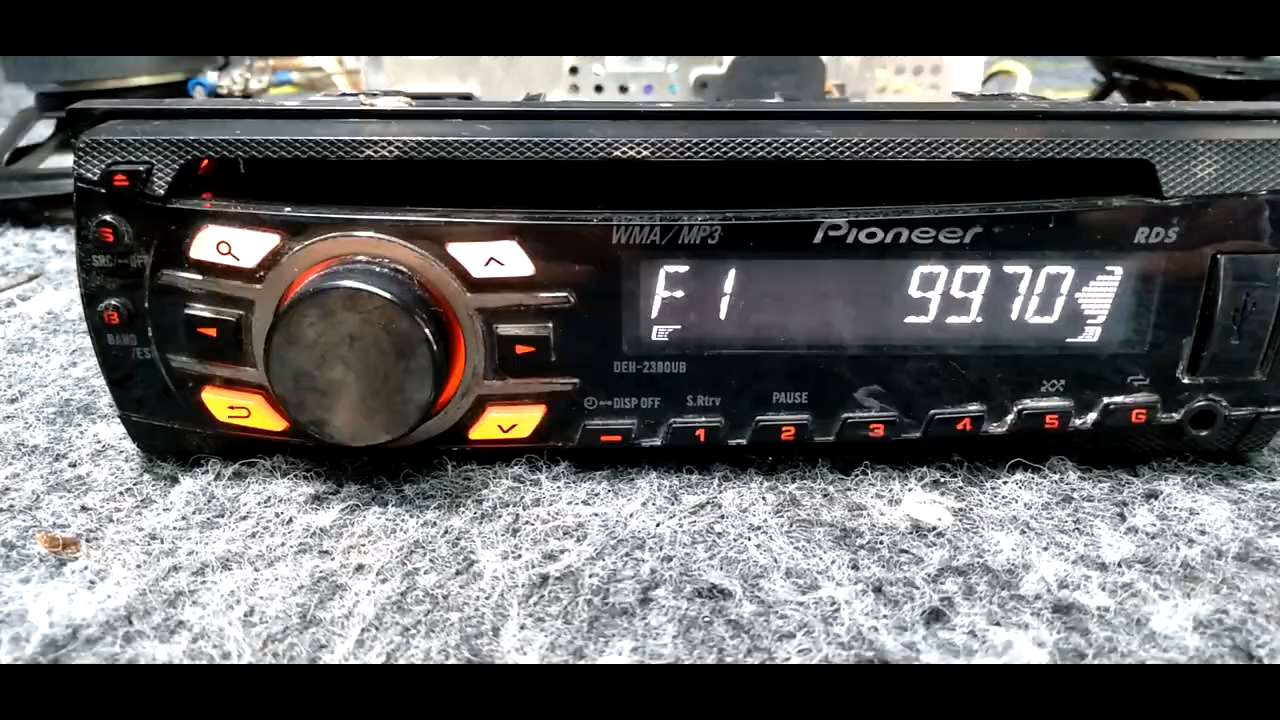 WMA/MP3 Pioneer RDS
S
SRC/OFF
F1 99.70
B
BAND
/ES
DEH-2380UB
DISP OFF S.Rtrv PAUSE
1 2 3 4 5 6